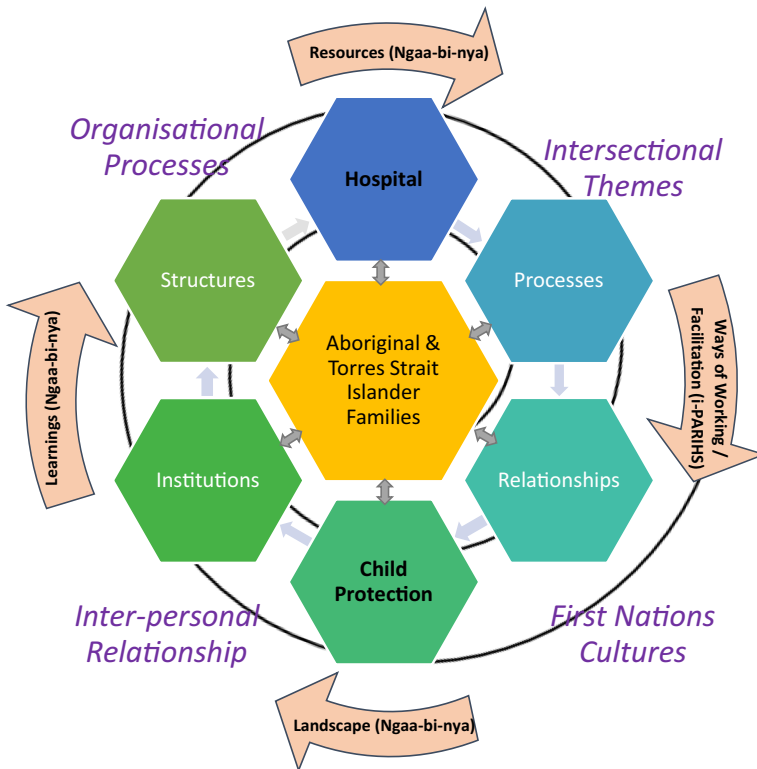 Resources (Ngaa-bi-nya)
Organisational
Processes
Intersectional
Themes
Hospital
Structures
Processes
Aboriginal &
Torres Strait
Islander
Families
Ways of Working /
Facilitation (i-PARIHS)
Learnings (Ngaa-bi-nya)
Institutions
Relationships
Child
Protection
Inter-personal
Relationship
First Nations
Cultures
Landscape (Ngaa-bi-nya)